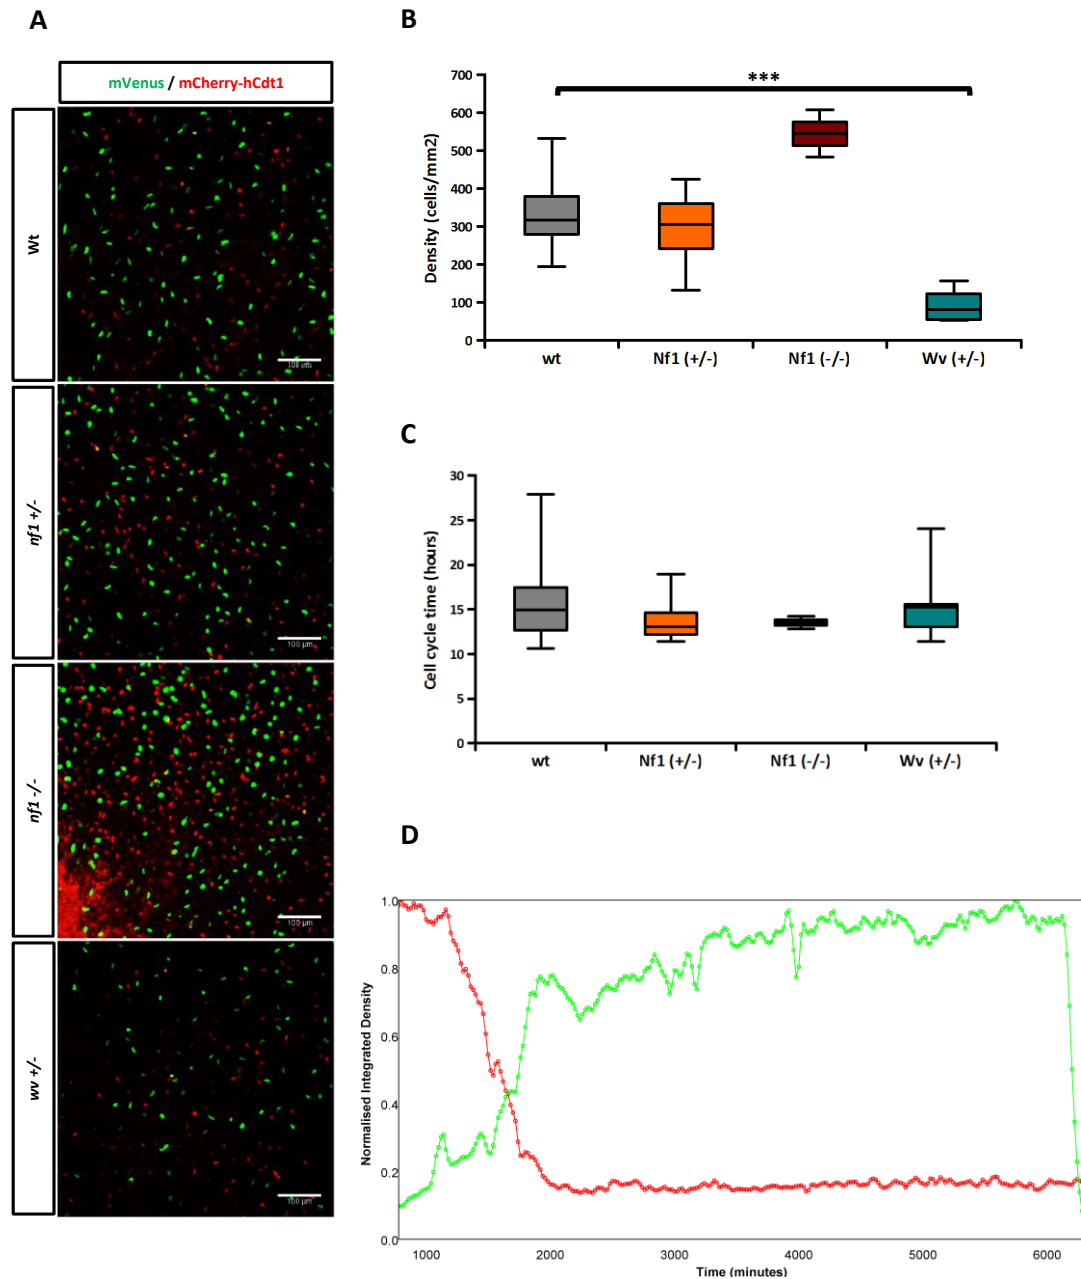 A
mVenus / mCherry-hCdt1
Wt
100 µm
nf1 +/-
100 µm
nf1 -/-
100 µm
wv +/-
100 µm
B
Density (cells/mm2)
700
600
500
400
300
200
100
0
***
wt
Nf1 (+/-)
Nf1 (-/-)
Wv (+/-)
C
Cell cycle time (hours)
30
25
20
15
10
5
0
wt
Nf1 (+/-)
Nf1 (-/-)
Wv (+/-)
D
Normalised Integrated Density
1.0
0.8
0.6
0.4
0.2
0.0
1000 2000 3000 4000 5000 6000
Time (minutes)